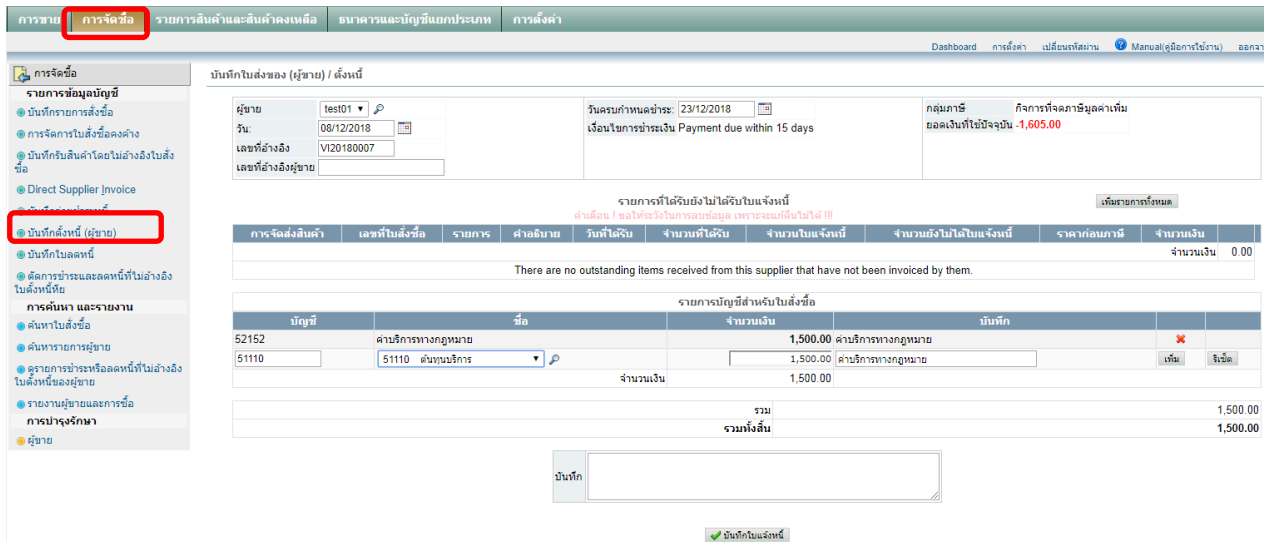 การขาย การจัดซื้อ รายการสินค้าและสินค้าคงเหลือ ธนาคารและบัญชีแยกประเภท การตั้งค่า
Dashboard การตั้งค่า เปลี่ยนรหัสผ่าน Manual(คู่มือการใช้งาน)
การจัดซื้อ
รายการข้อมูลบัญชี
บันทึกรายการสั่งซื้อ
การจัดการใบสั่งซื้อคงค้าง
บันทึกรับสินค้าโดยไม่อ้างอิงใบสั่ง
ซื้อ
Direct Supplier Invoice
บันทึกตั้งหนี้ (ผู้ขาย)
บันทึกใบลดหนี้
ตัดการชำระและลดหนี้ที่ไม่อ้างอิง
ใบตั้งหนี้ทีย
การค้นหา และรายงาน
ค้นหาใบสั่งซื้อ
ค้นหารายการผู้ขาย
ดูรายการชำระหรือลดหนี้ที่ไม่อ้างอิง
ใบตั้งหนี้ของผู้ขาย
รายงานผู้ขายและการซื้อ
การบำรุงรักษา
ผู้ขาย
บันทึกใบส่งของ (ผู้ขาย) / ตั้งหนี้
ผู้ขาย test01 วันครบกำหนดชำระ: 23/12/2018 กลุ่มภาษี กิจการที่จดภาษีมูลค่าเพิ่ม
วัน: 08/12/2018 เงื่อนไขการชำระเงิน Payment due within 15 days ยอดเงินที่ใช้ปัจจุบัน -1,605.00
เลขที่อ้างอิง VI20180007
เลขที่อ้างอิงผู้ขาย
รายการที่ได้รับยังไม่ได้รับใบแจ้งหนี้ เพิ่มรายการทั้งหมด
คำเตือน ! ขอให้ระวังในการลบข้อมูล เพราะจะแก้คืนไม่ได้ !!!
การจัดส่งสินค้า เลขที่ใบสั่งซื้อ รายการ คำอธิบาย วันที่ได้รับ จำนวนที่ได้รับ จำนวนใบแจ้งหนี้ จำนวนยังไม่ได้ใบแจ้งหนี้ ราคาก่อนภาษี จำนวนเงิน
จำนวนเงิน 0.00
There are no outstanding items received from this supplier that have not been invoiced by them.
รายการบัญชีสำหรับใบสั่งซื้อ
บัญชี ชื่อ จำนวนเงิน บันทึก
52152 ค่าบริการทางกฎหมาย 1,500.00 ค่าบริการทางกฎหมาย
51110 51110 ต้นทุนบริการ 1,500.00 ค่าบริการทางกฎหมาย เพิ่ม รีเซ็ต
จำนวนเงิน 1,500.00
รวม 1,500.00
รวมทั้งสิ้น 1,500.00
บันทึก
บันทึกใบแจ้งหนี้